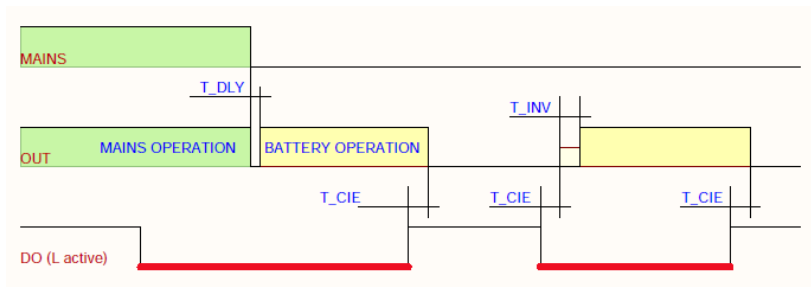 MAINS
T_DLY
T_INV
MAINS OPERATION
BATTERY OPERATION
OUT
T_CIE
T_CIE
T_CIE
DO (L active)